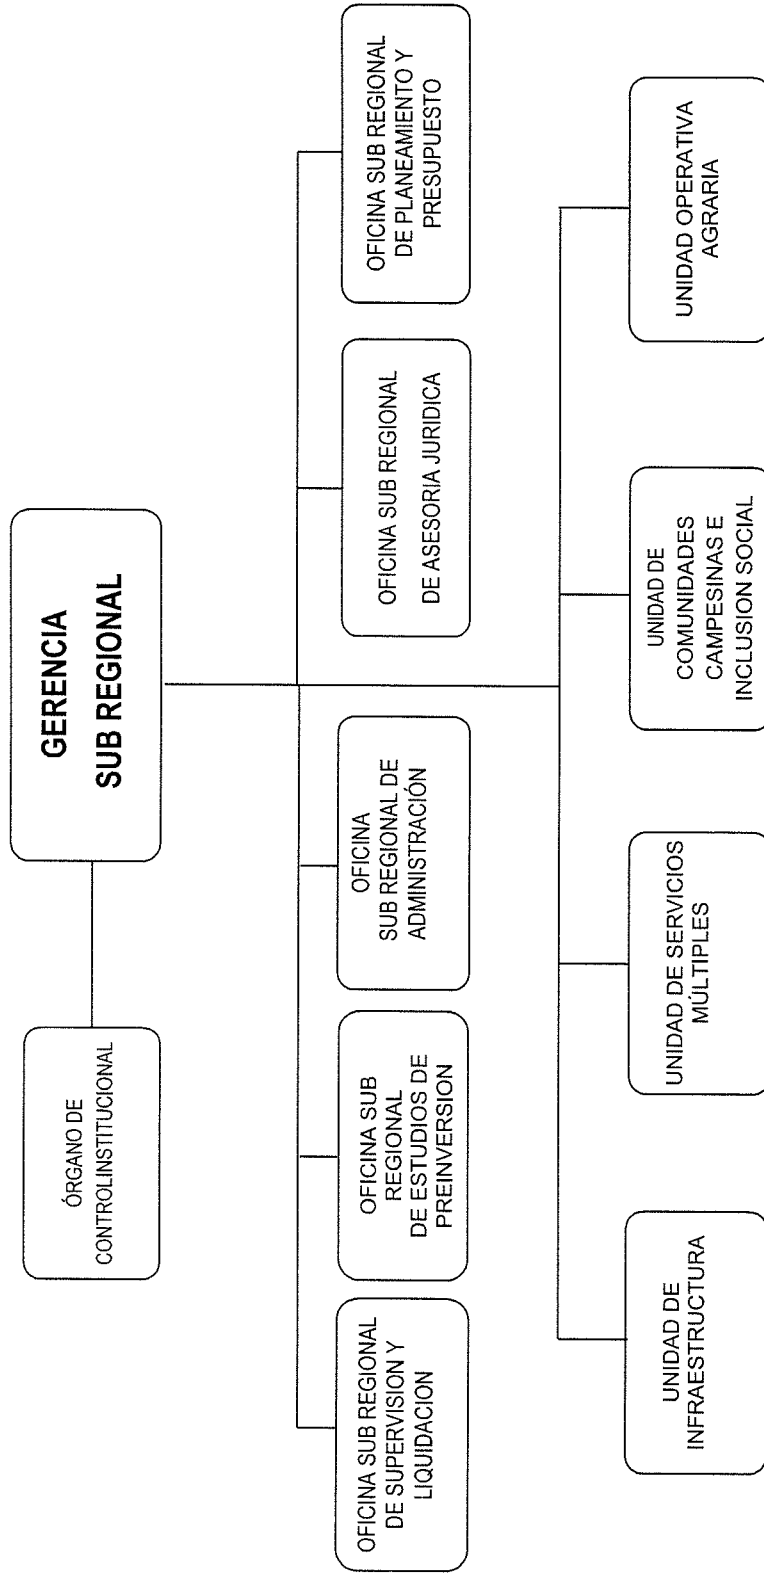 ÓRGANO DE
CONTROLINSTITUCIONAL
GERENCIA
SUB REGIONAL
OFICINA SUB REGIONAL
DE SUPERVISION Y
LIQUIDACION
OFICINA SUB
REGIONAL
DE ESTUDIOS DE
PREINVERSION
OFICINA
SUB REGIONAL DE
ADMINISTRACIÓN
OFICINA SUB REGIONAL
DE ASESORIA JURIDICA
OFICINA SUB REGIONAL
DE PLANEAMIENTO Y
PRESUPUESTO
UNIDAD DE
INFRAESTRUCTURA
UNIDAD DE SERVICIOS
MÚLTIPLES
UNIDAD DE
COMUNIDADES
CAMPESINAS E
INCLUSION SOCIAL
UNIDAD OPERATIVA
AGRARIA